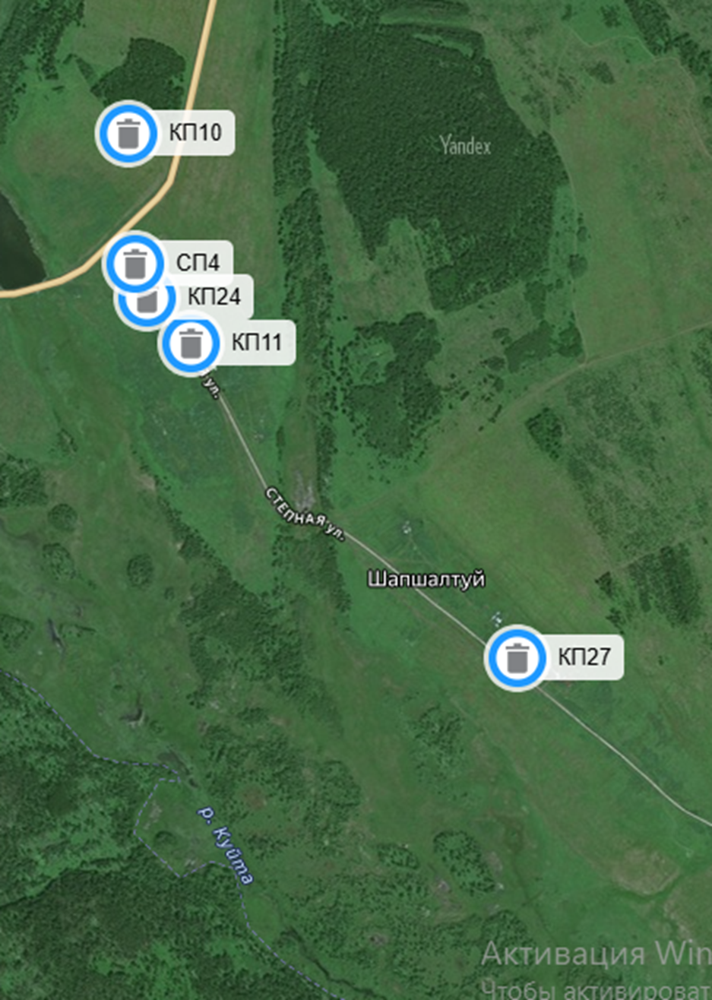 КП10
Yandex
СП4
КП24
КП11
ул.
СТЕПНАЯ ул.
Шапшалтуй
КП27
р. Куйта
Активация Win
Чтобы активироват